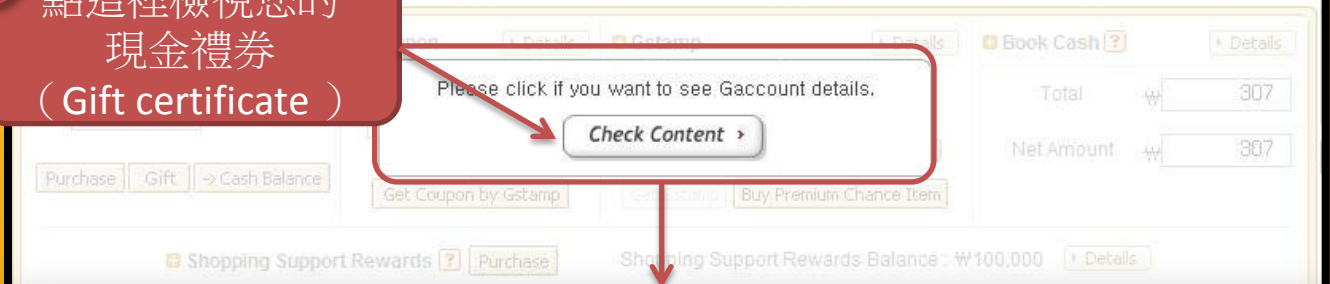 點這裡檢視您的
現金禮券
（Gift certificate ）
Details
Gstamp
Details
Book Cash ?
Details
Please click if you want to see Gaccount details.
Check Content
Total ₩ 307
Net Amount ₩ 307
Purchase Gift -> Cash Balance
Get Coupon by Gstamp
Buy Premium Chance Item
Shopping Support Rewards ? Purchase
Shopping Support Rewards Balance : ₩100,000
Details